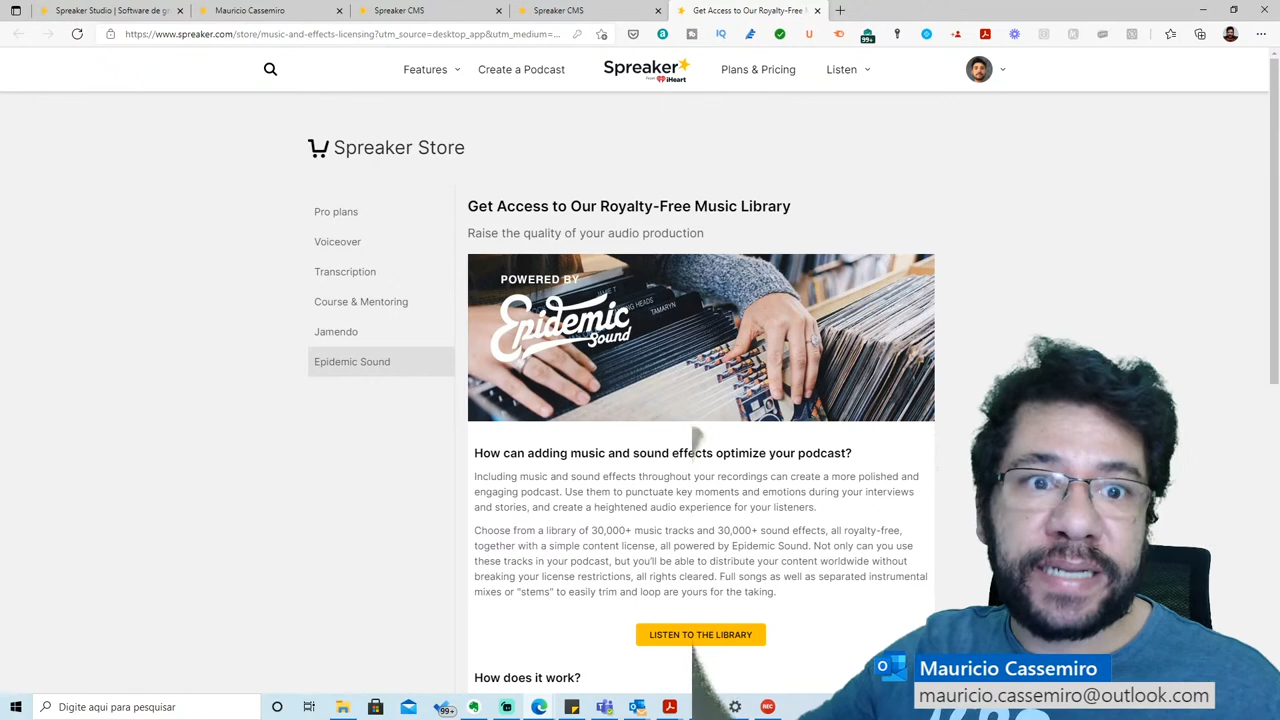 Spreaker Studio | Software de g
Mauricio Cassemiro
Spreaker CMS
Spreaker CMS
Get Access to Our Royalty-Free M
https://www.spreaker.com/store/music-and-effects-licensing?utm_source=desktop_app&utm_medium=...
99+
Features
Create a Podcast
Spreaker
From iHeart
Plans & Pricing
Listen
Spreaker Store
Pro plans
Voiceover
Transcription
Course & Mentoring
Jamendo
Epidemic Sound
Get Access to Our Royalty-Free Music Library
Raise the quality of your audio production
POWERED BY
Epidemic
Sound
TAMARYN
How can adding music and sound effects optimize your podcast?
Including music and sound effects throughout your recordings can create a more polished and
engaging podcast. Use them to punctuate key moments and emotions during your interviews
and stories, and create a heightened audio experience for your listeners.
Choose from a library of 30,000+ music tracks and 30,000+ sound effects, all royalty-free,
together with a simple content license, all powered by Epidemic Sound. Not only can you use
these tracks in your podcast, but you'll be able to distribute your content worldwide without
breaking your license restrictions, all rights cleared. Full songs as well as separated instrumental
mixes or "stems" to easily trim and loop are yours for the taking.
LISTEN TO THE LIBRARY
How does it work?
Mauricio Cassemiro
mauricio.cassemiro@outlook.com
Digite aqui para pesquisar
99+
REC